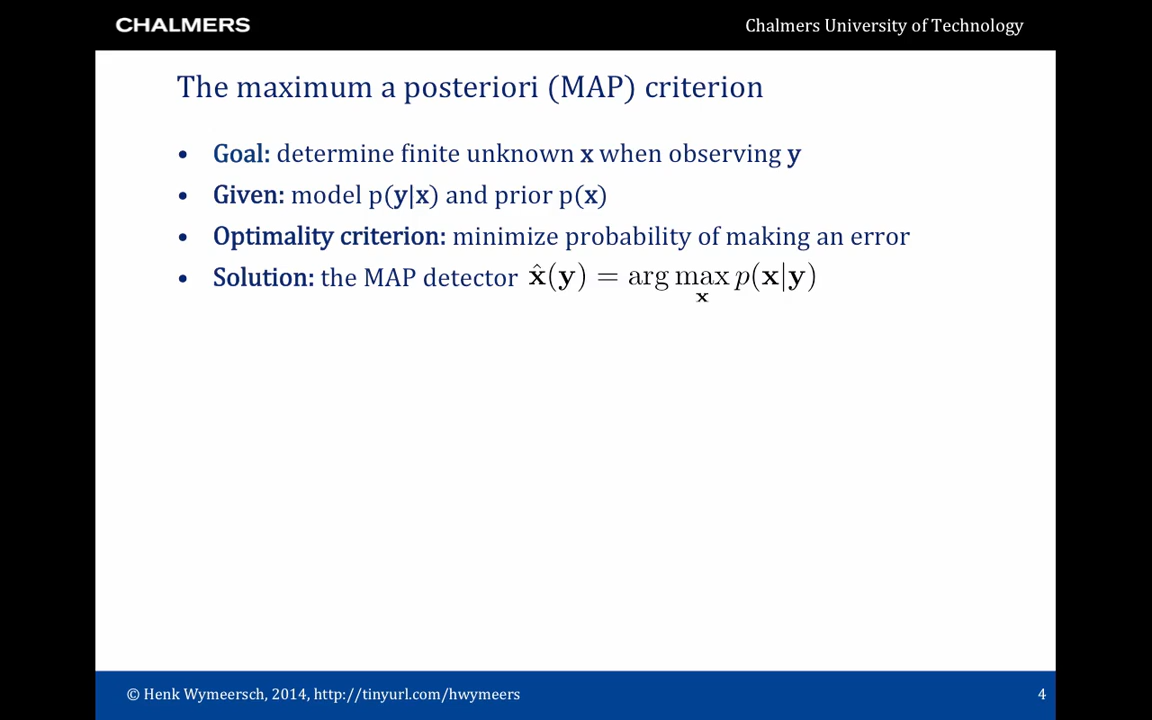 CHALMERS
Chalmers University of Technology
The maximum a posteriori (MAP) criterion
• Goal: determine finite unknown x when observing y
• Given: model p(y|x) and prior p(x)
• Optimality criterion: minimize probability of making an error
• Solution: the MAP detector x̂(y) = arg max p(x|y)
x
© Henk Wymeersch, 2014, http://tinyurl.com/hwymeers
4